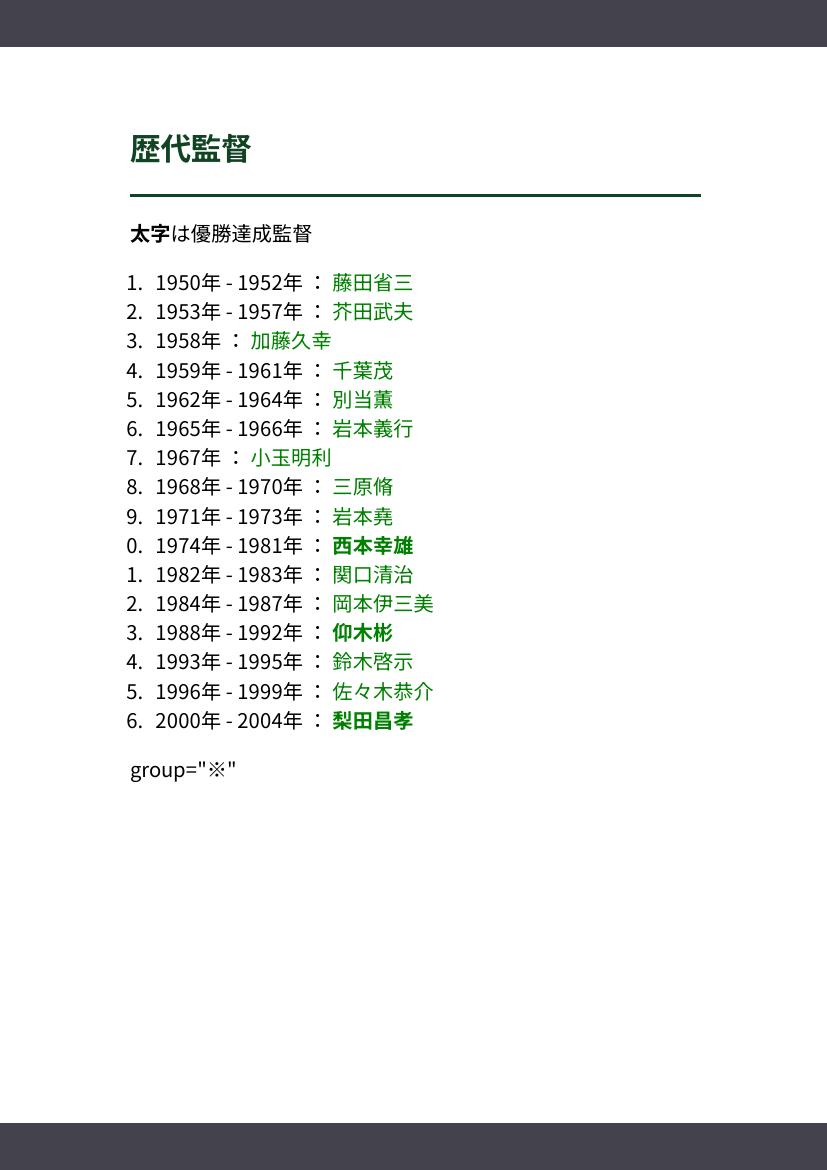 歴代監督
太字は優勝達成監督
1. 1950年 - 1952年 ： 藤田省三
2. 1953年 - 1957年 ： 芥田武夫
3. 1958年 ： 加藤久幸
4. 1959年 - 1961年 ： 千葉茂
5. 1962年 - 1964年 ： 別当薫
6. 1965年 - 1966年 ： 岩本義行
7. 1967年 ： 小玉明利
8. 1968年 - 1970年 ： 三原脩
9. 1971年 - 1973年 ： 岩本堯
0. 1974年 - 1981年 ： 西本幸雄
1. 1982年 - 1983年 ： 関口清治
2. 1984年 - 1987年 ： 岡本伊三美
3. 1988年 - 1992年 ： 仰木彬
4. 1993年 - 1995年 ： 鈴木啓示
5. 1996年 - 1999年 ： 佐々木恭介
6. 2000年 - 2004年 ： 梨田昌孝
group="※"